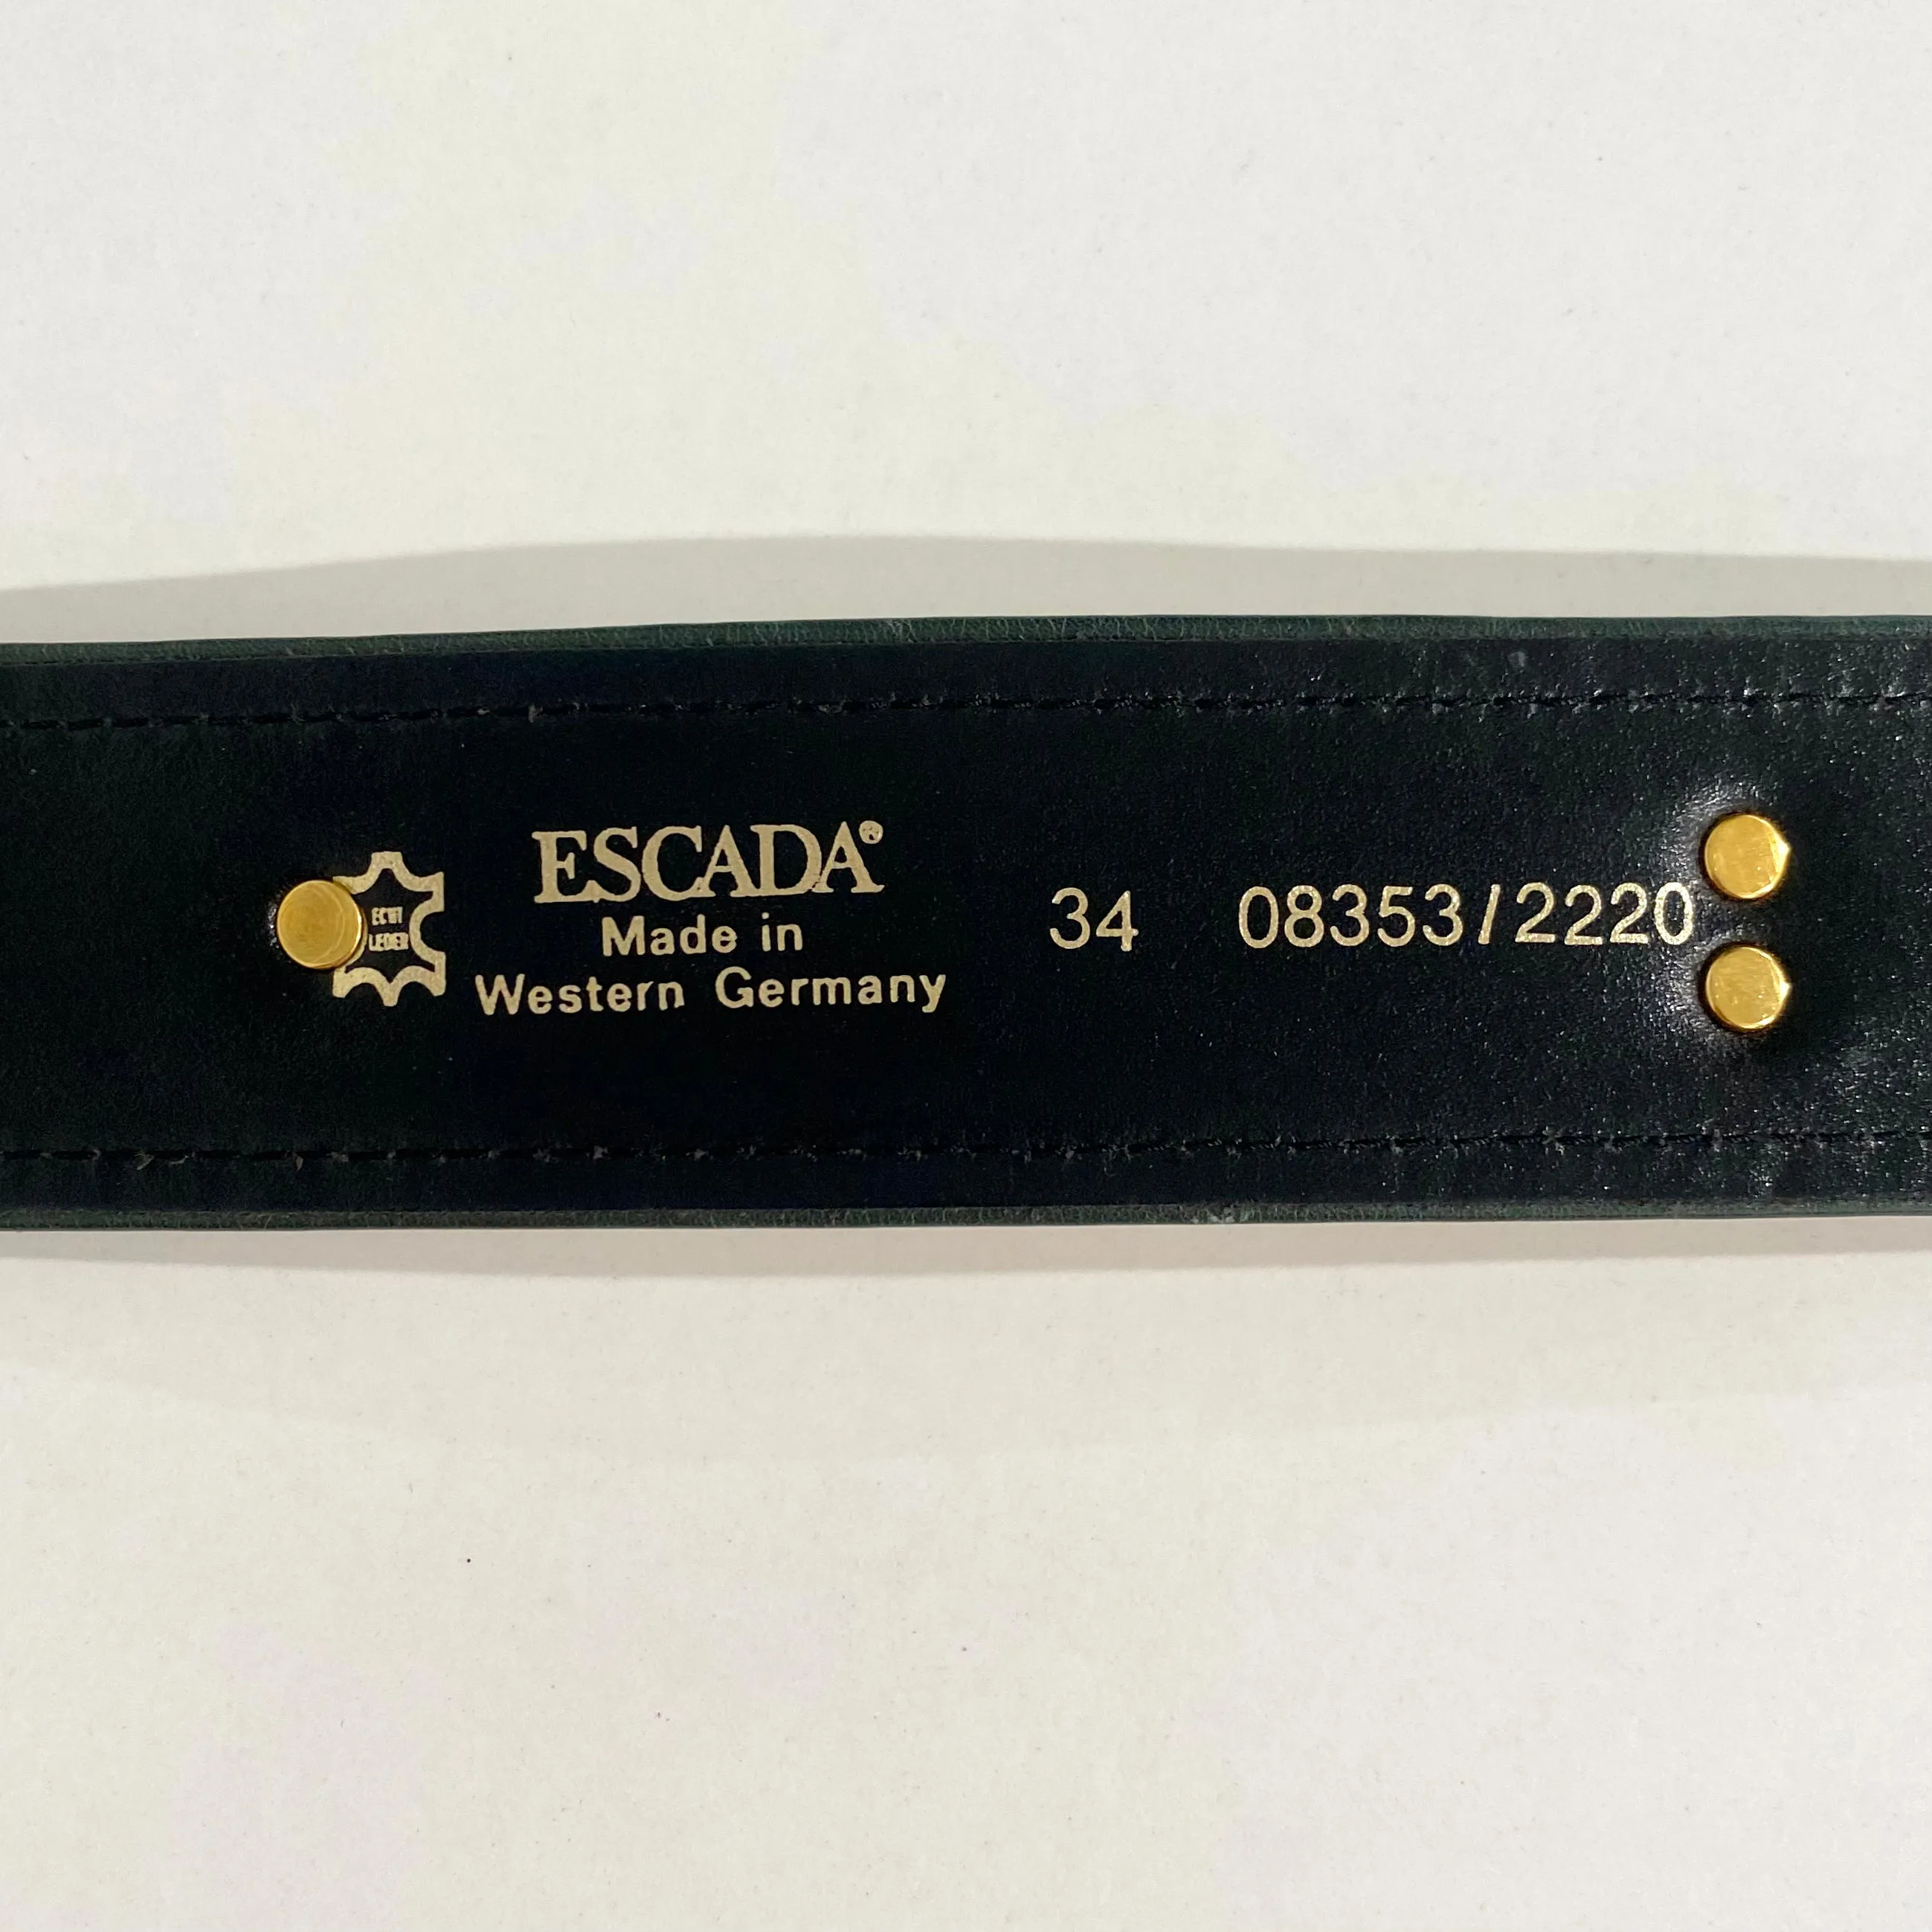 ECHT
LEDER
ESCADA®
Made in
Western Germany
34 08353/2220